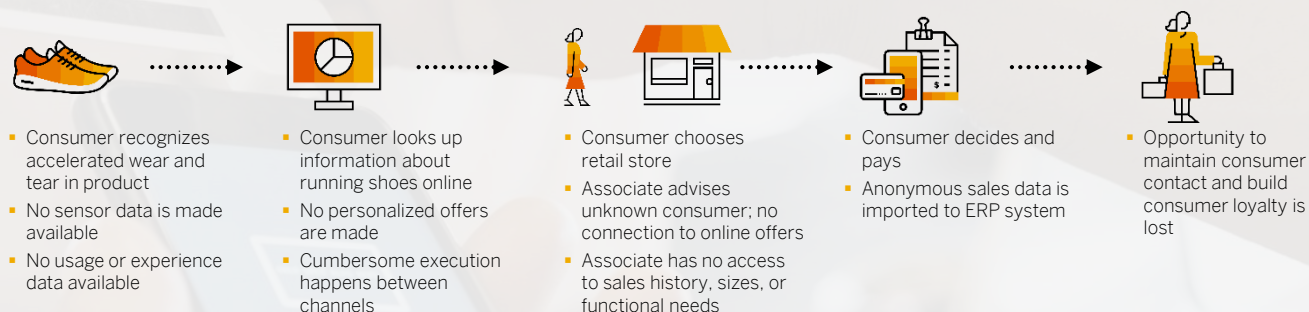 Consumer recognizes
accelerated wear and
tear in product
No sensor data is made
available
No usage or experience
data available
Consumer looks up
information about
running shoes online
No personalized offers
are made
Cumbersome execution
happens between
channels
Consumer chooses
retail store
Associate advises
unknown consumer; no
connection to online offers
Associate has no access
to sales history, sizes, or
functional needs
$
Consumer decides and
pays
Anonymous sales data is
imported to ERP system
Opportunity to
maintain consumer
contact and build
consumer loyalty is
lost